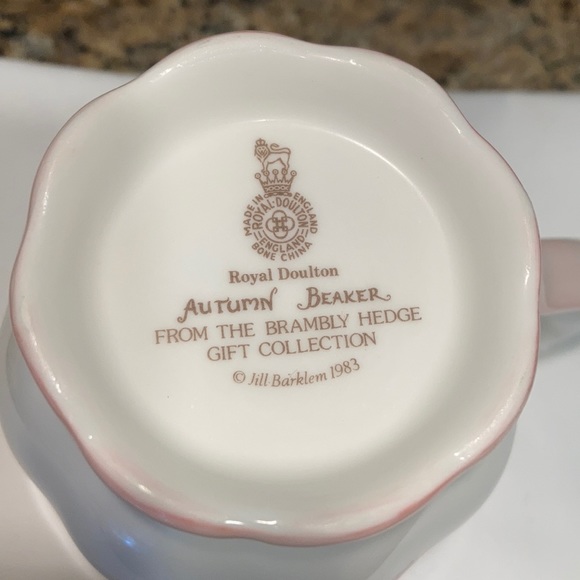 MADE IN ENGLAND
ROYAL·DOULTON
ENGLAND
BONE CHINA
Royal Doulton
AUTUMN BEAKER
FROM THE BRAMBLY HEDGE
GIFT COLLECTION
© Jill Barklem 1983